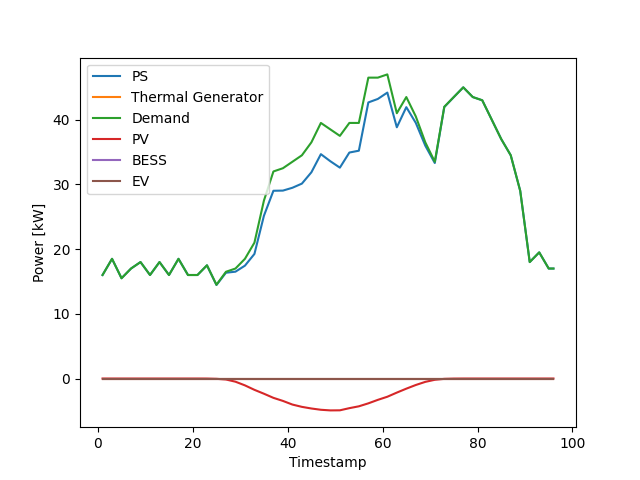 PS
Thermal Generator
Demand
PV
BESS
EV
Power [kW]
40
30
20
10
0
0 20 40 60 80 100
Timestamp